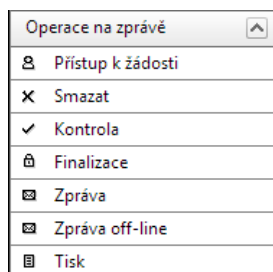 Operace na zprávě
Přístup k žádosti
Smazat
Kontrola
Finalizace
Zpráva
Zpráva off-line
Tisk